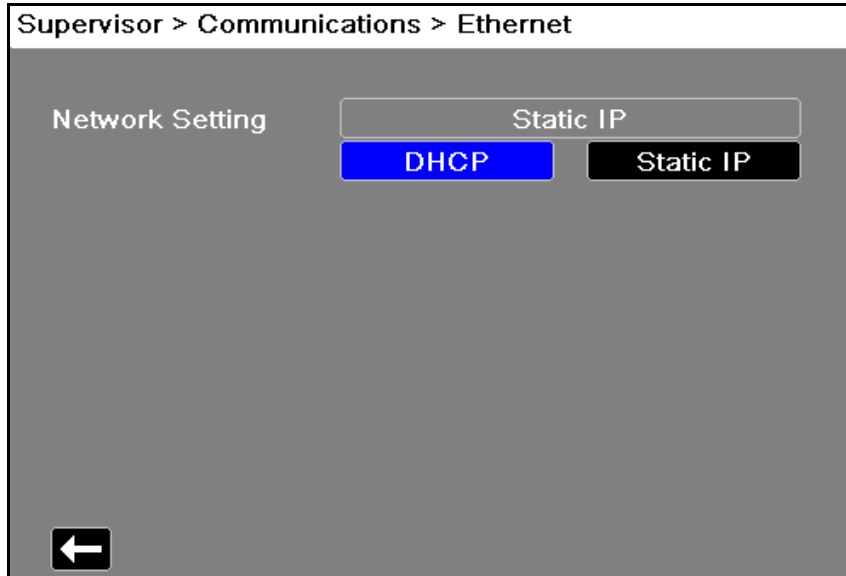 Supervisor > Communications > Ethernet
Network Setting Static IP
DHCP Static IP